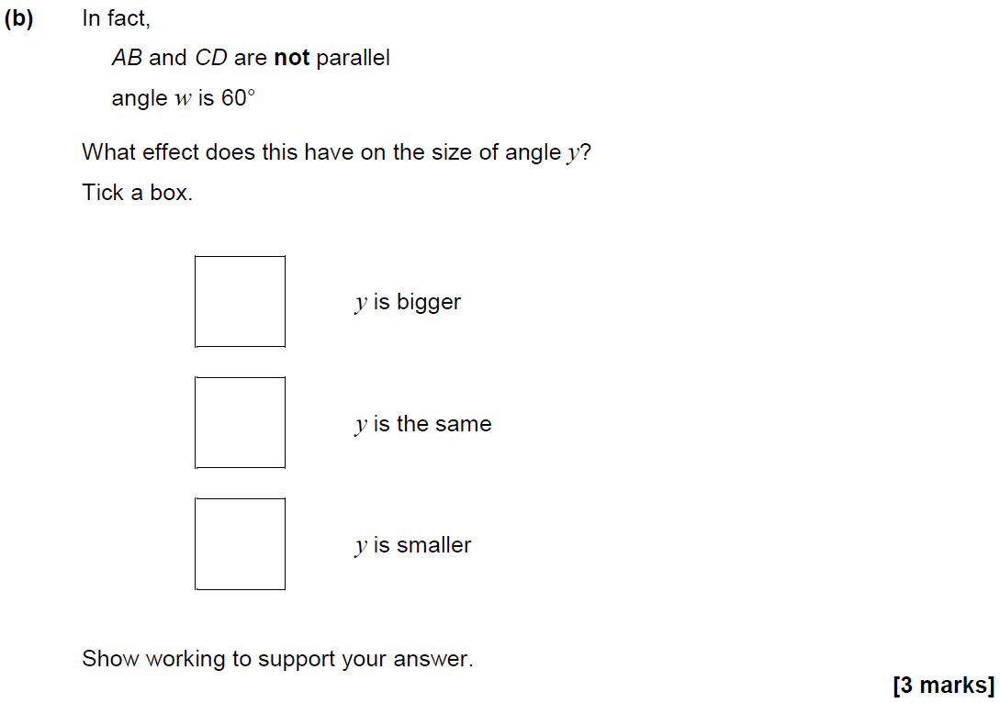 (b) In fact,
AB and CD are not parallel
angle w is 60°
What effect does this have on the size of angle y?
Tick a box.
y is bigger
y is the same
y is smaller
Show working to support your answer.
[3 marks]